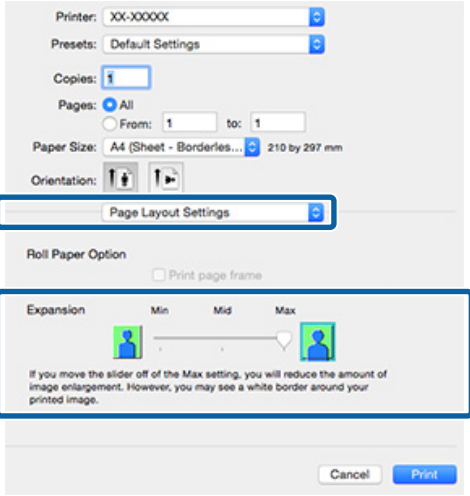 Printer: XX-XXXXX
Presets: Default Settings
Copies: 1
Pages: All
From: 1 to: 1
Paper Size: A4 (Sheet - Borderles... 210 by 297 mm
Orientation:
Page Layout Settings
Roll Paper Option
Print page frame
Expansion Min Mid Max
If you move the slider off of the Max setting, you will reduce the amount of
image enlargement. However, you may see a white border around your
printed image.
Cancel Print